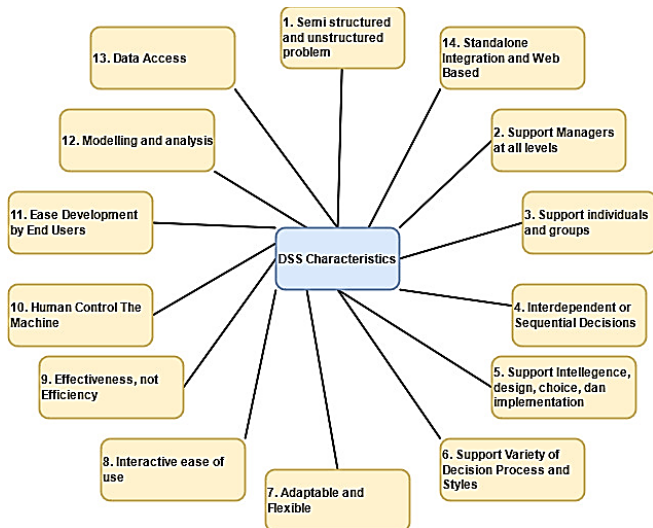 1. Semi structured
and unstructured
problem
14. Standalone
Integration and Web
Based
13. Data Access
2. Support Managers
at all levels
12. Modelling and analysis
3. Support individuals
and groups
11. Ease Development
by End Users
DSS Characteristics
4. Interdependent or
Sequential Decisions
10. Human Control The
Machine
5. Support Intellegence,
design, choice, dan
implementation
9. Effectiveness, not
Efficiency
6. Support Variety of
Decision Process and
Styles
8. Interactive ease of
use
7. Adaptable and
Flexible